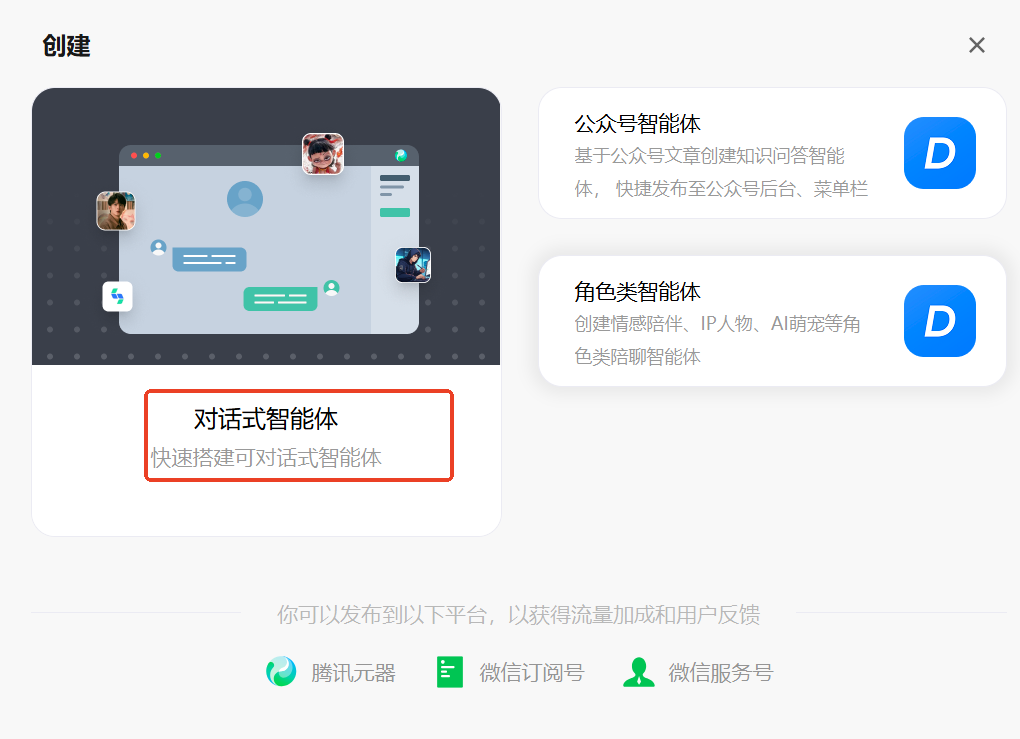 创建
对话式智能体
快速搭建可对话式智能体
公众号智能体
基于公众号文章创建知识问答智能
体， 快捷发布至公众号后台、菜单栏
D
角色类智能体
创建情感陪伴、IP人物、AI萌宠等角
色类陪聊智能体
D
你可以发布到以下平台，以获得流量加成和用户反馈
腾讯元器
微信订阅号
微信服务号